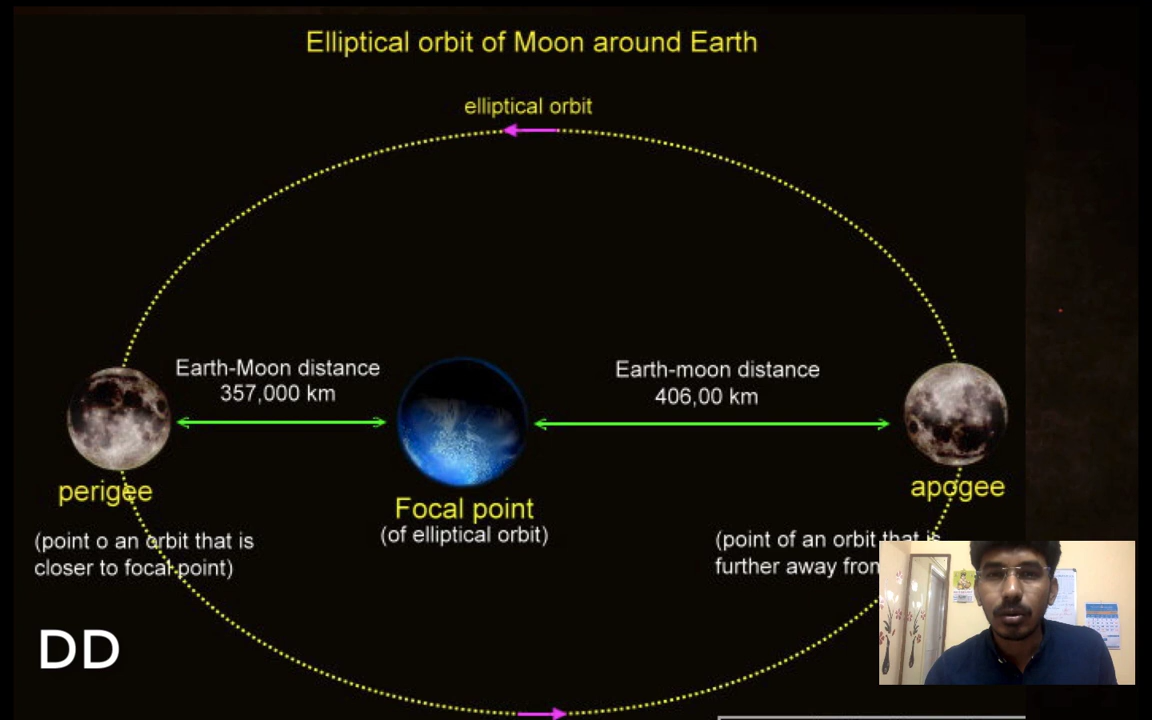 Elliptical orbit of Moon around Earth
elliptical orbit
Earth-Moon distance
357,000 km
Earth-moon distance
406,00 km
perigee
Focal point
(of elliptical orbit)
apogee
(point o an orbit that is
closer to focal point)
(point of an orbit that is
further away from
DD